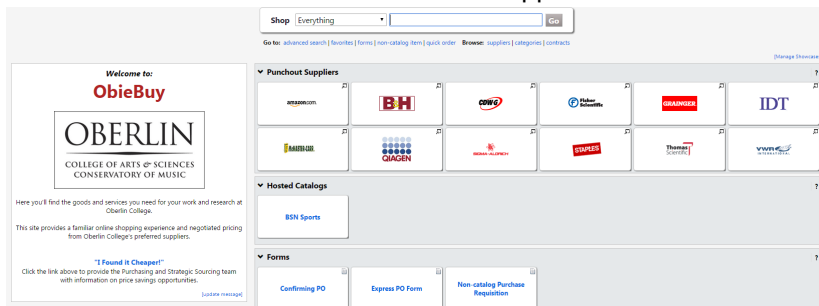 Shop Everything Go
Go to: advanced search | favorites | forms | non-catalog item | quick order Browse: suppliers | categories | contracts
[Manage Showcase
Welcome to:
ObieBuy
OBERLIN
COLLEGE OF ARTS & SCIENCES
CONSERVATORY OF MUSIC
Here you'll find the goods and services you need for your work and research at
Oberlin College.
This site provides a familiar online shopping experience and negotiated pricing
from Oberlin College's preferred suppliers.
"I Found it Cheaper!"
Click the link above to provide the Purchasing and Strategic Sourcing team
with information on price savings opportunities.
[update message]
Punchout Suppliers ?
amazon.com
B&H
CDWG
Fisher
Scientific
GRAINGER
IDT
McMASTER-CARR
QIAGEN
SIGMA-ALDRICH
STAPLES
Thomas
Scientific
VWR
INTERNATIONAL
Hosted Catalogs ?
BSN Sports
Forms ?
Confirming PO
Express PO Form
Non-catalog Purchase
Requisition